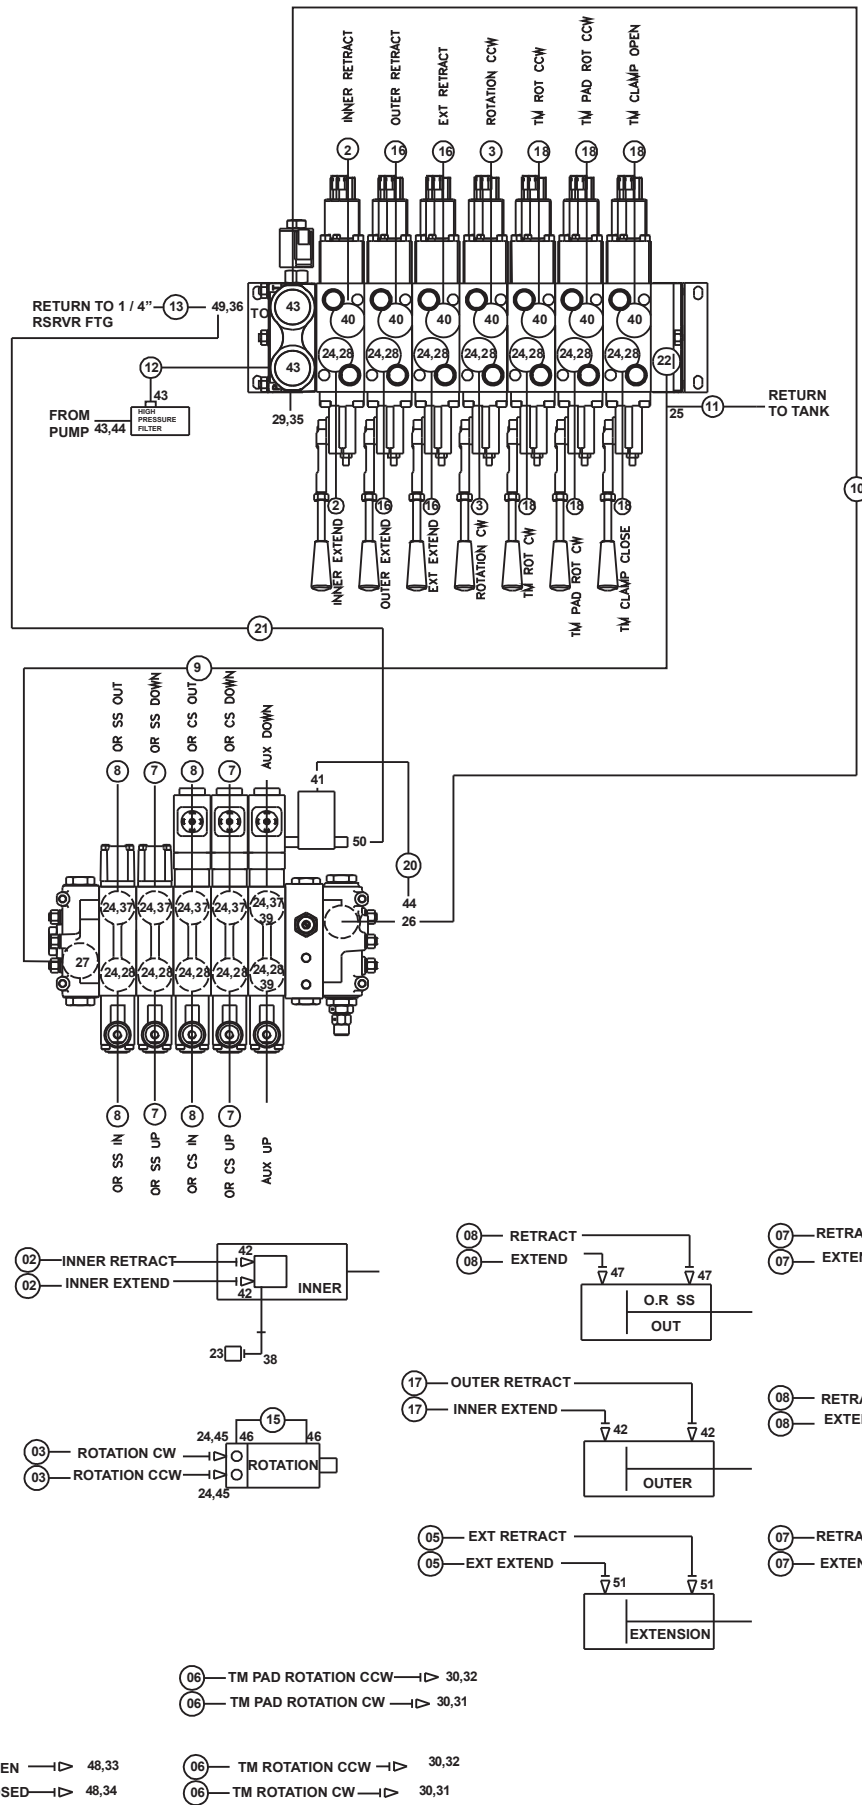 INNER RETRACT
OUTER RETRACT
EXT RETRACT
ROTATION CCW
TM ROT CCW
TM PAD ROT CCW
TM CLAMP OPEN
10
2
16
16
3
18
18
18
RETURN TO 1 / 4”
RSRVR FTG
13
49,36
TO
43
40
40
40
40
40
40
40
12
43
24,28
24,28
24,28
24,28
24,28
24,28
24,28
22
43
HIGH
PRESSURE
FILTER
FROM
PUMP
43,44
29,35
25
11
RETURN
TO TANK
2
16
16
3
18
18
18
INNER EXTEND
OUTER EXTEND
EXT EXTEND
ROTATION CW
TM ROT CW
TM PAD ROT CW
TM CLAMP CLOSE
21
9
OR SS OUT
OR SS DOWN
OR CS OUT
OR CS DOWN
AUX DOWN
8
7
8
7
41
50
20
44
26
24,37
24,37
24,37
24,37
24,37
39
27
24,28
24,28
24,28
24,28
24,28
39
8
7
8
7
OR SS IN
OR SS UP
OR CS IN
OR CS UP
AUX UP
02 INNER RETRACT 42
02 INNER EXTEND 42
INNER
23
38
08 RETRACT
08 EXTEND
47
47
O.R SS
OUT
07 RETRA
07 EXTEN
17 OUTER RETRACT
17 INNER EXTEND
42
42
OUTER
08 RETRA
08 EXTEN
15
24,45
46
46
03 ROTATION CW
03 ROTATION CCW
ROTATION
24,45
05 EXT RETRACT
05 EXT EXTEND
51
51
EXTENSION
07 RETRA
07 EXTEN
06 TM PAD ROTATION CCW 30,32
06 TM PAD ROTATION CW 30,31
EN 48,33
SED 48,34
06 TM ROTATION CCW 30,32
06 TM ROTATION CW 30,31